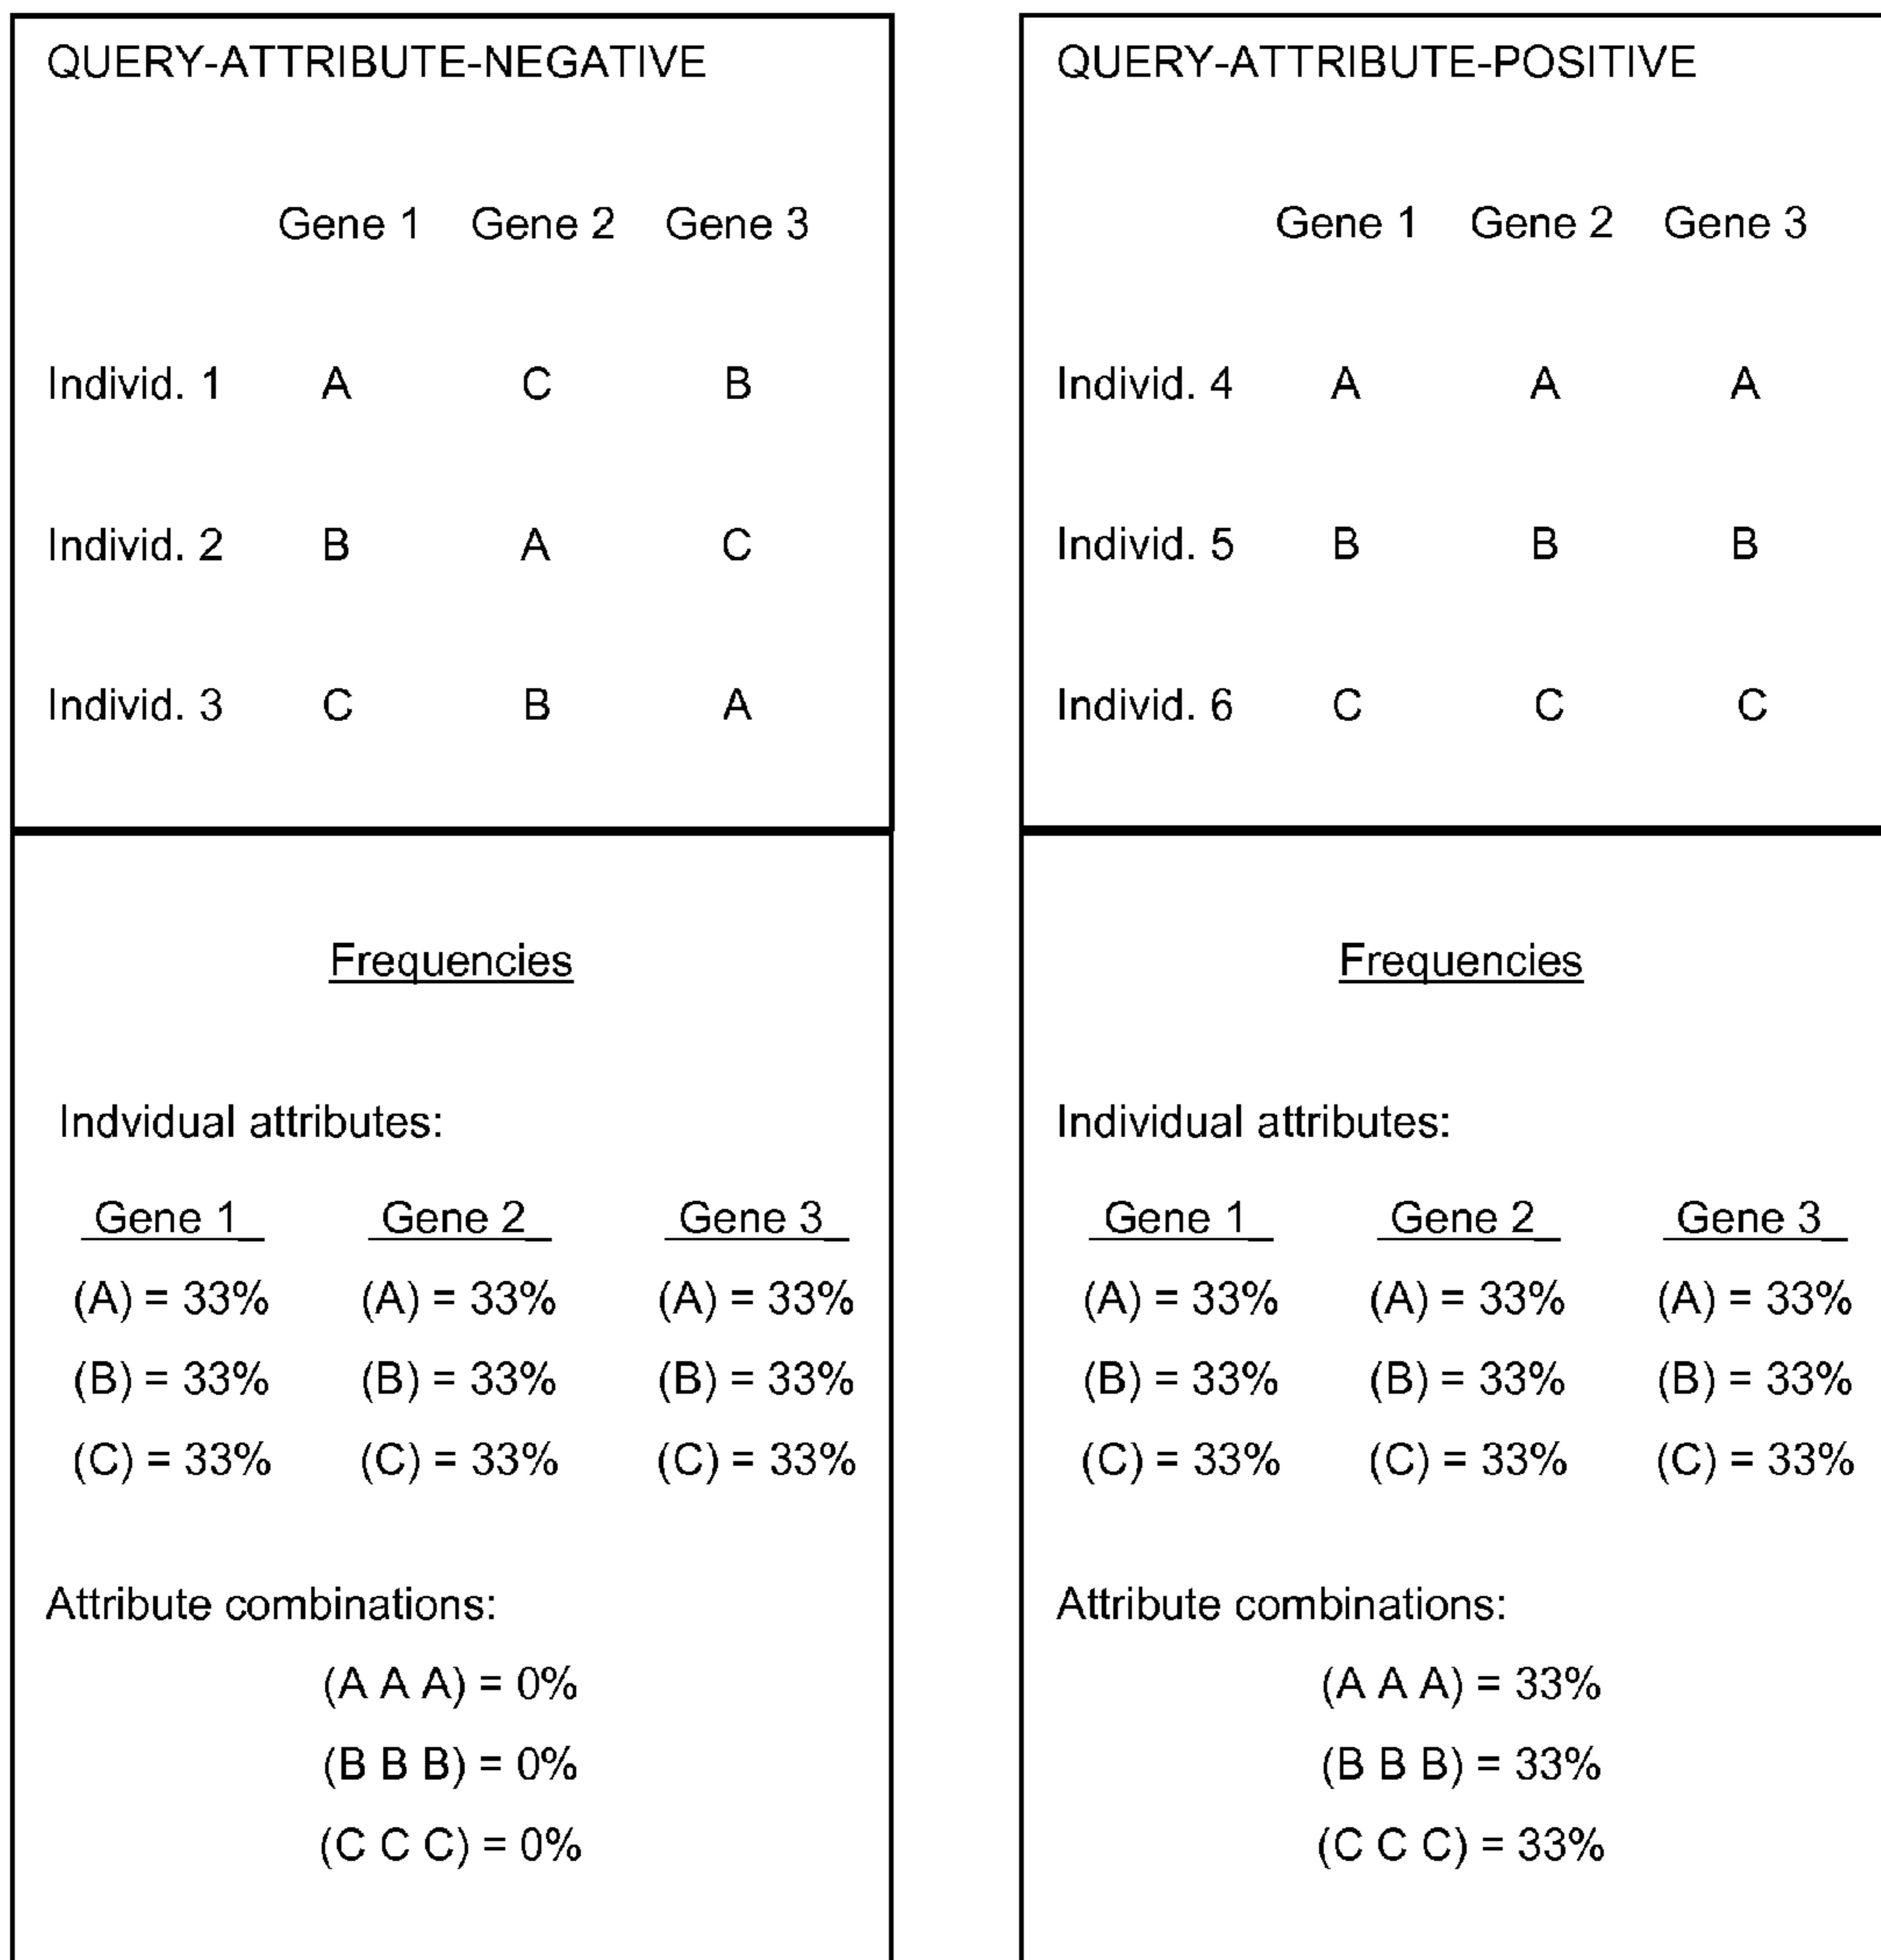 QUERY-ATTRIBUTE-NEGATIVE
Gene 1 Gene 2 Gene 3
Individ. 1 A C B
Individ. 2 B A C
Individ. 3 C B A
Frequencies
Indvidual attributes:
Gene 1 Gene 2 Gene 3
(A) = 33% (A) = 33% (A) = 33%
(B) = 33% (B) = 33% (B) = 33%
(C) = 33% (C) = 33% (C) = 33%
Attribute combinations:
(A A A) = 0%
(B B B) = 0%
(C C C) = 0%
QUERY-ATTRIBUTE-POSITIVE
Gene 1 Gene 2 Gene 3
Individ. 4 A A A
Individ. 5 B B B
Individ. 6 C C C
Frequencies
Individual attributes:
Gene 1 Gene 2 Gene 3
(A) = 33% (A) = 33% (A) = 33%
(B) = 33% (B) = 33% (B) = 33%
(C) = 33% (C) = 33% (C) = 33%
Attribute combinations:
(A A A) = 33%
(B B B) = 33%
(C C C) = 33%